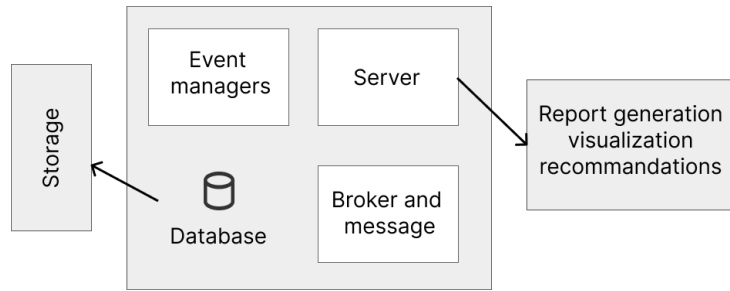 Storage
Event
managers
Server
Database
Broker and
message
Report generation
visualization
recommandations